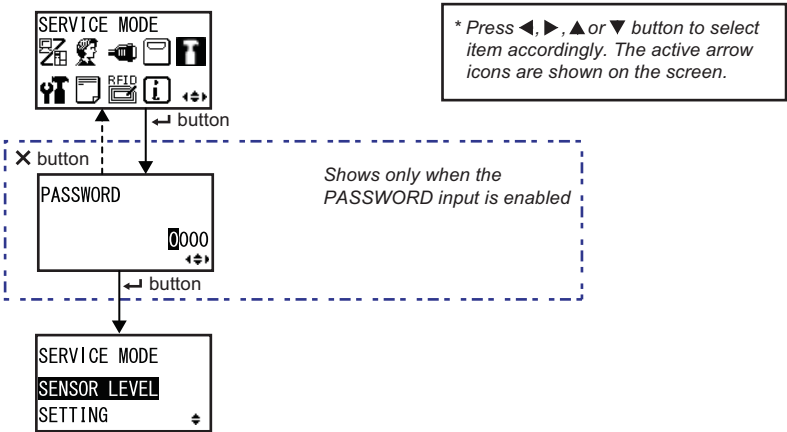 SERVICE MODE
RFID
* Press ◀, ▶, ▲ or ▼ button to select
item accordingly. The active arrow
icons are shown on the screen.
↵ button
✕ button
Shows only when the
PASSWORD input is enabled
PASSWORD
0000
↵ button
SERVICE MODE
SENSOR LEVEL
SETTING